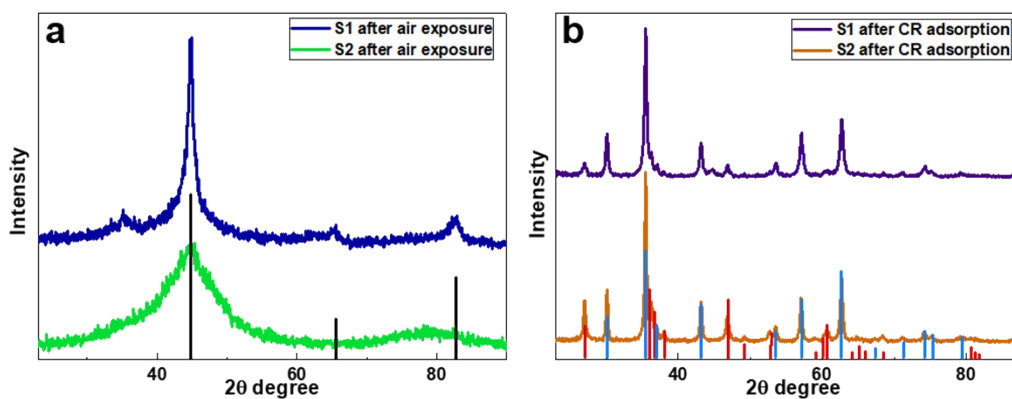 a
S1 after air exposure
S2 after air exposure
Intensity
40
80
2θ degree
b
S1 after CR adsorption
S2 after CR adsorption
Intensity
40
60
80
2θ degree